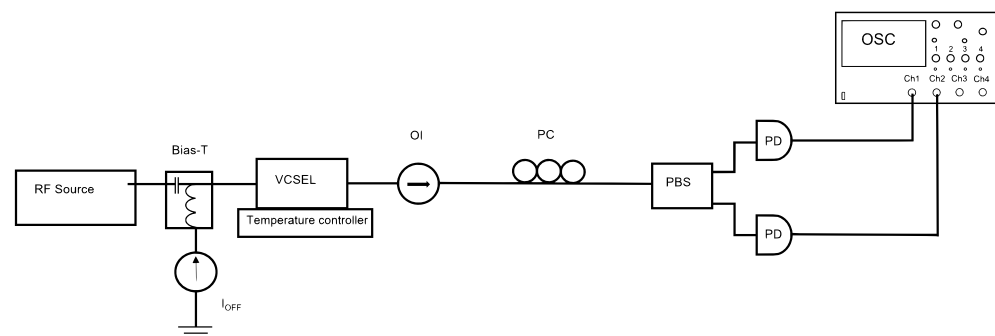 OSC
1 2 3 4
Ch1 Ch2 Ch3 Ch4
OI
PC
PD
Bias-T
RF Source
VCSEL
PBS
Temperature controller
PD
I_OFF